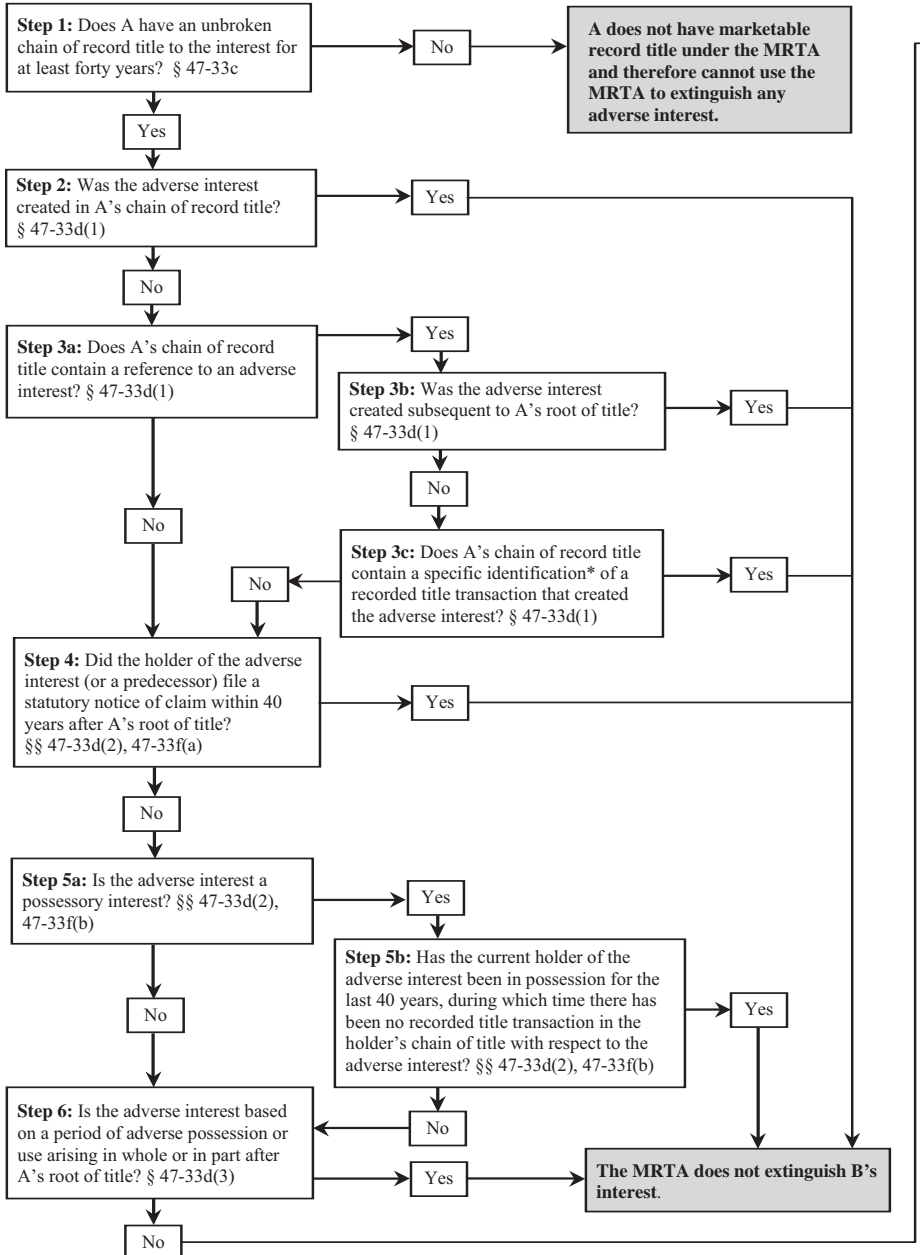 Step 1: Does A have an unbroken
chain of record title to the interest for
at least forty years? § 47-33c
No
A does not have marketable
record title under the MRTA
and therefore cannot use the
MRTA to extinguish any
adverse interest.
Yes
Step 2: Was the adverse interest
created in A's chain of record title?
§ 47-33d(1)
Yes
No
Step 3a: Does A's chain of record
title contain a reference to an adverse
interest? § 47-33d(1)
Yes
Step 3b: Was the adverse interest
created subsequent to A's root of title?
§ 47-33d(1)
Yes
No
No
Step 3c: Does A's chain of record title
contain a specific identification* of a
recorded title transaction that created
the adverse interest? § 47-33d(1)
Yes
No
Step 4: Did the holder of the adverse
interest (or a predecessor) file a
statutory notice of claim within 40
years after A's root of title?
§§ 47-33d(2), 47-33f(a)
Yes
No
Step 5a: Is the adverse interest a
possessory interest? §§ 47-33d(2),
47-33f(b)
Yes
Step 5b: Has the current holder of the
adverse interest been in possession for the
last 40 years, during which time there has
been no recorded title transaction in the
holder's chain of title with respect to the
adverse interest? §§ 47-33d(2), 47-33f(b)
Yes
No
No
Step 6: Is the adverse interest based
on a period of adverse possession or
use arising in whole or in part after
A's root of title? § 47-33d(3)
Yes
The MRTA does not extinguish B's
interest.
No